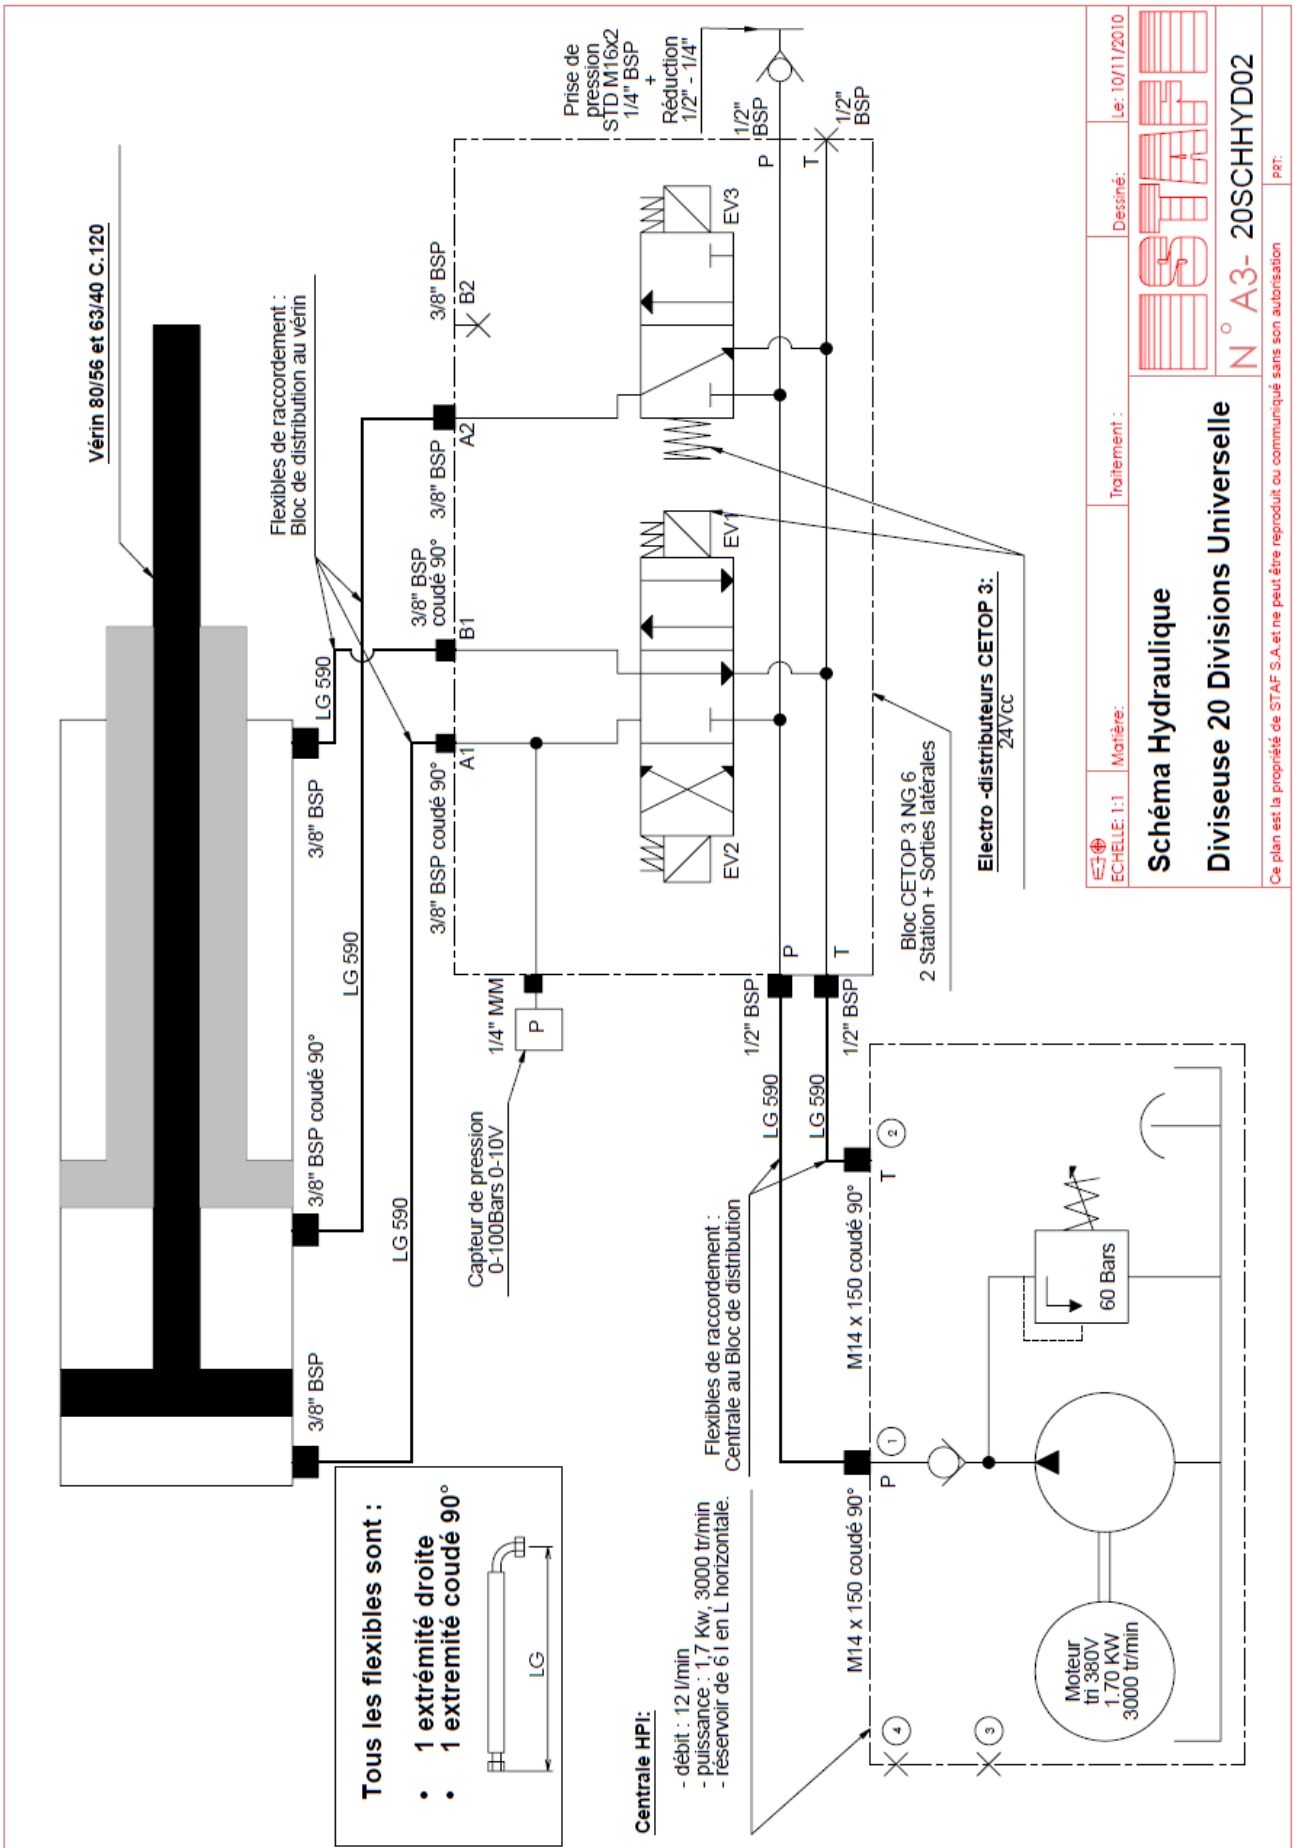 Vérin 80/56 et 63/40 C.120
Flexibles de raccordement :
Bloc de distribution au vérin
3/8" BSP
3/8" BSP coudé 90°
3/8" BSP
LG 590
LG 590
LG 590
Tous les flexibles sont :
• 1 extrémité droite
• 1 extremité coudé 90°
LG
Capteur de pression
0-100Bars 0-10V
1/4" M/M
P
3/8" BSP coudé 90°
A1
3/8" BSP
coudé 90°
B1
3/8" BSP
A2
3/8" BSP
B2
EV2
EV1
EV3
Prise de
pression
STD M16x2
1/4" BSP
+
Réduction
1/2" - 1/4"
1/2"
BSP
P
T
1/2"
BSP
P
T
1/2" BSP
1/2" BSP
LG 590
LG 590
Bloc CETOP 3 NG 6
2 Station + Sorties latérales
Electro -distributeurs CETOP 3:
24Vcc
Flexibles de raccordement :
Centrale au Bloc de distribution
Centrale HPI:
- débit : 12 l/min
- puissance : 1,7 Kw, 3000 tr/min
- réservoir de 6 l en L horizontale.
M14 x 150 coudé 90°
M14 x 150 coudé 90°
P
1
T
2
3
4
60 Bars
Moteur
tri 380V
1.70 KW
3000 tr/min
ECHELLE: 1:1
Matière:
Traitement :
Dessiné:
Le: 10/11/2010
Schéma Hydraulique
Diviseuse 20 Divisions Universelle
STAF
N° A3- 20SCHHYD02
Ce plan est la propriété de STAF S.A.et ne peut être reproduit ou communiqué sans son autorisation
PRT: